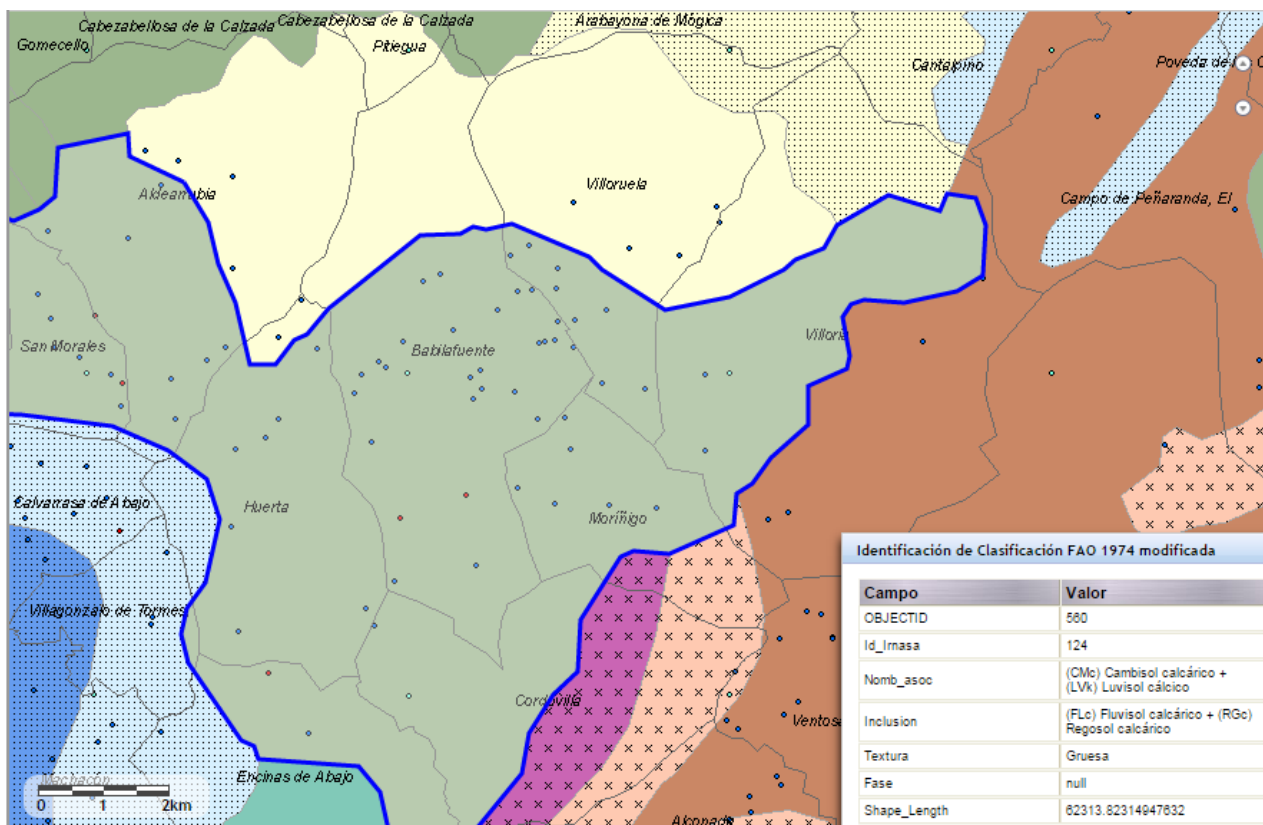 Cabezabellosa de la Calzada
Cabezabellosa de la Calzada
Arabayona de Mógica
Gomecello
Pitiegua
Cantalpino
Poveda de
Aldearrubia
Villoruela
Campo de Peñaranda, El
San Morales
Babilafuente
Villoria
Calvarrasa de Abajo
Huerta
Moríñigo
Villagonzalo de Tormes
Cordovilla
Ventosa
Encinas de Abajo
Machacón
0 1 2km
Alconada
Identificación de Clasificación FAO 1974 modificada
Campo Valor
OBJECTID 560
Id_Irnasa 124
Nomb_asoc (CMc) Cambisol calcárico +
(LVk) Luvisol cálcico
Inclusion (FLc) Fluvisol calcárico + (RGc)
Regosol calcárico
Textura Gruesa
Fase null
Shape_Length 62313.82314947632